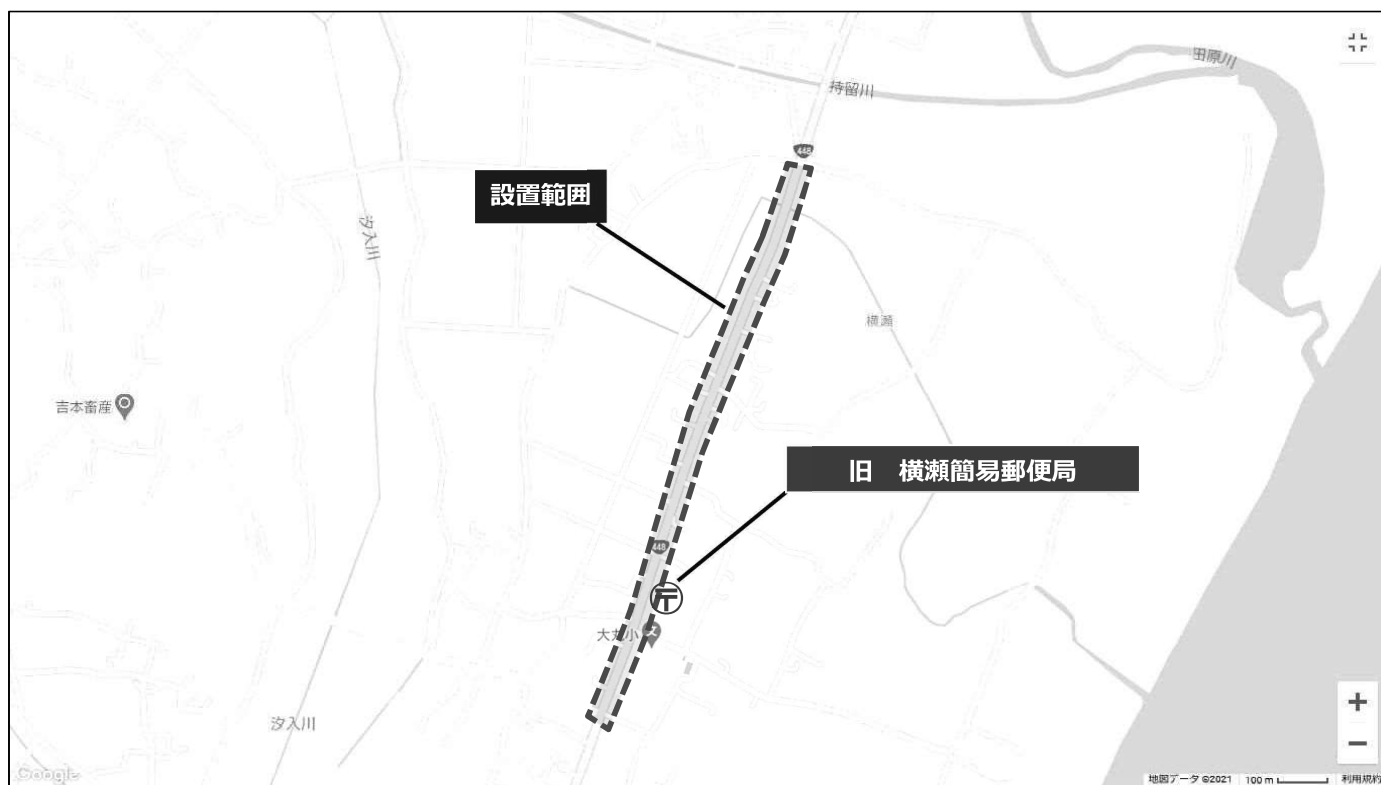 田原川
持留川
448
設置範囲
汐入川
横瀬
吉本畜産
旧　横瀬簡易郵便局
448
大丸小
汐入川
Google
地図データ ©2021
100 m
利用規約